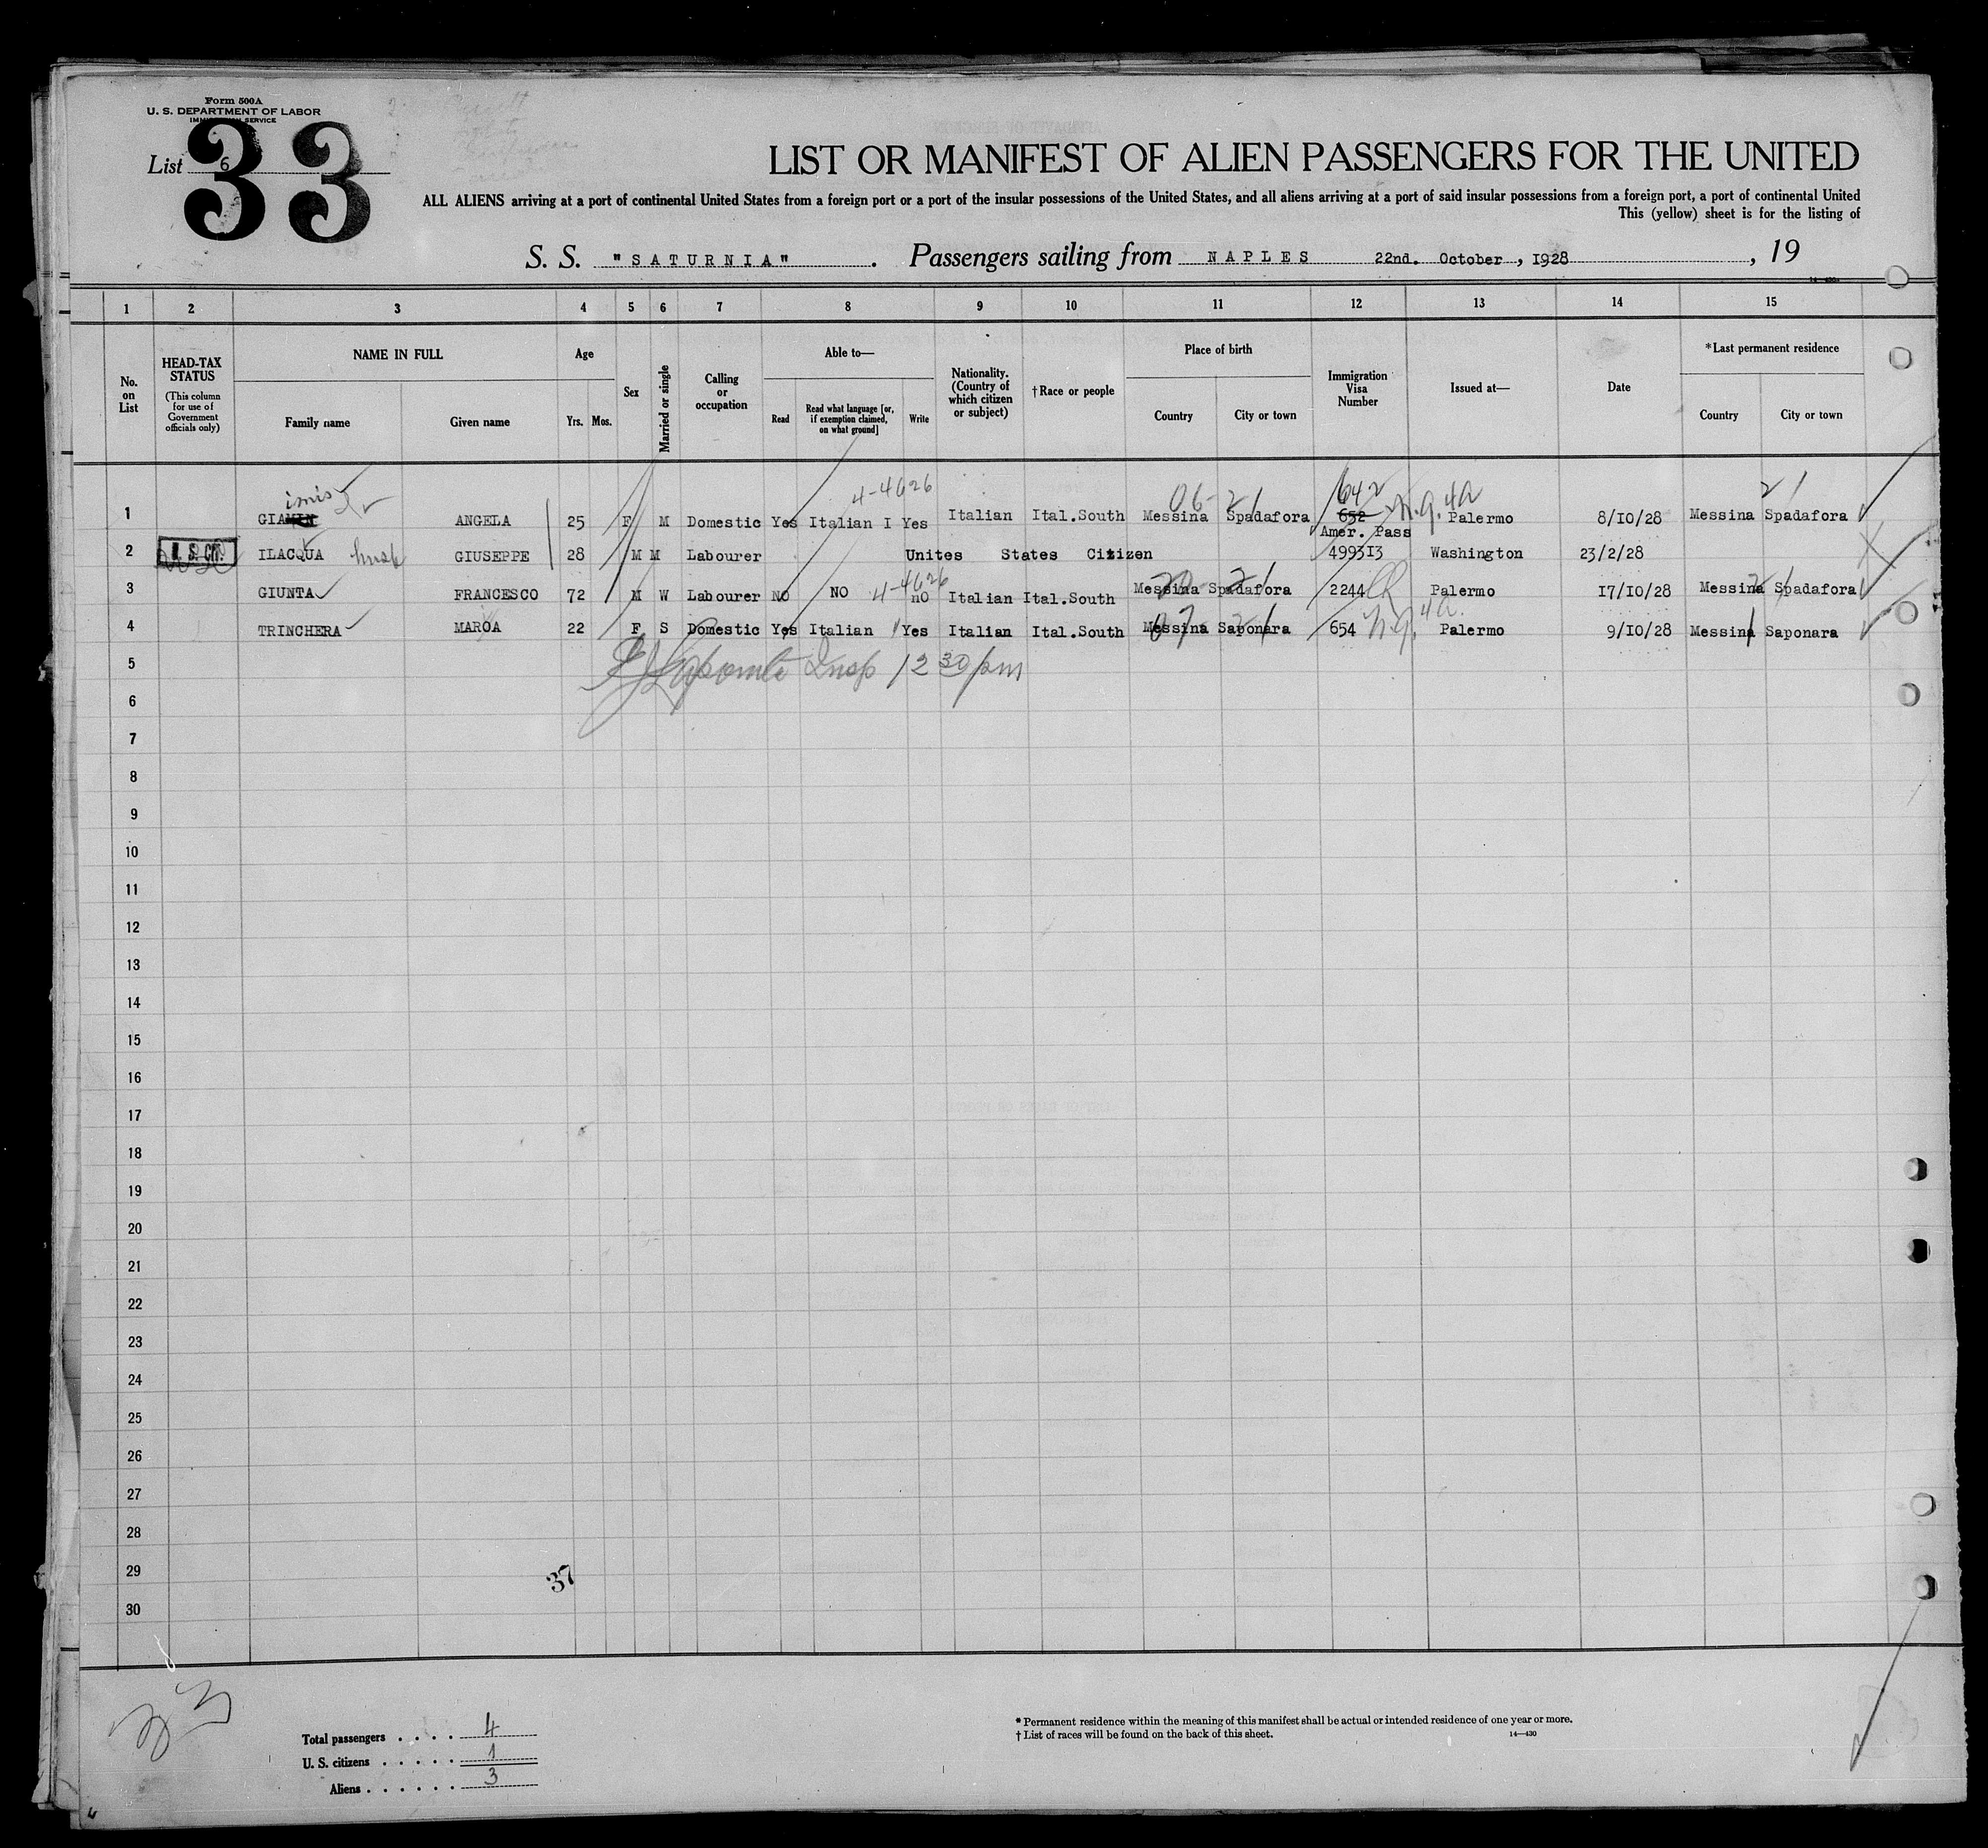 Form 500A
U. S. DEPARTMENT OF LABOR
IMMIGRATION SERVICE
33
List 6
LIST OR MANIFEST OF ALIEN PASSENGERS FOR THE UNITED
ALL ALIENS arriving at a port of continental United States from a foreign port or a port of the insular possessions of the United States, and all aliens arriving at a port of said insular possessions from a foreign port, a port of continental United
This (yellow) sheet is for the listing of
S. S. "SATURNIA" . Passengers sailing from NAPLES 22nd. October, 1928 , 19
1 2 3 4 5 6 7 8 9 10 11 12 13 14 15
No. on List
HEAD-TAX STATUS (This column for use of Government officials only)
NAME IN FULL
Family name Given name
Age
Yrs. Mos.
Sex
Married or single
Calling or occupation
Able to—
Read
Read what language [or, if exemption claimed, on what ground]
Write
Nationality. (Country of which citizen or subject)
†Race or people
Place of birth
Country City or town
Immigration Visa Number
Issued at—
Date
*Last permanent residence
Country City or town
4-4626 06- 21 642 n.q. 4a 21
1 GIA ANGELA 25 F M Domestic Yes Italian I Yes Italian Ital.South Messina Spadafora 652 Palermo 8/10/28 Messina Spadafora
Amer. Pass
2 U. S. CIT. ILACQUA husb GIUSEPPE 28 M M Labourer Unites States Citizen 499313 Washington 23/2/28
4-4626
3 GIUNTA FRANCESCO 72 M W Labourer NO NO no Italian Ital.South Messina Spadafora 2244 Palermo 17/10/28 Messina Spadafora
4 TRINCHERA MAROA 22 F S Domestic Yes Italian Yes Italian Ital.South Messina Saponara 654 n.q. 4a. Palermo 9/10/28 Messina Saponara
5 Insp 12 30 pm
6
7
8
9
10
11
12
13
14
15
16
17
18
19
20
21
22
23
24
25
26
27
28
29 37
30
Total passengers . . . . 4
U. S. citizens . . . . . 1
Aliens . . . . . . 3
* Permanent residence within the meaning of this manifest shall be actual or intended residence of one year or more.
† List of races will be found on the back of this sheet. 14—430